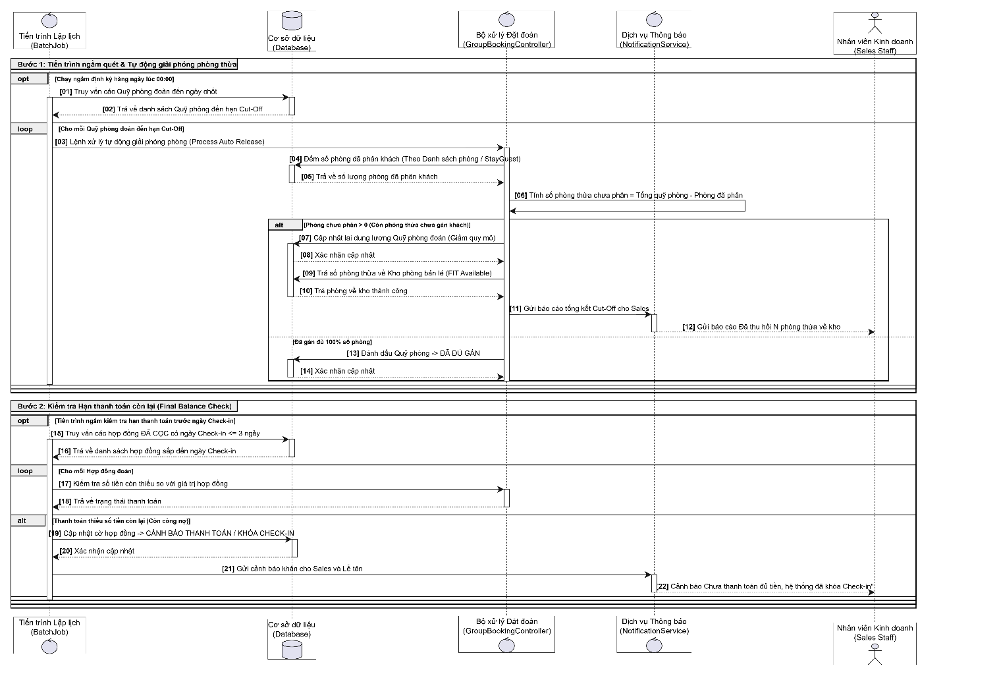 Tiến trình Lập lịch
(BatchJob)
Cơ sở dữ liệu
(Database)
Bộ xử lý Đặt đoàn
(GroupBookingController)
Dịch vụ Thông báo
(NotificationService)
Nhân viên Kinh doanh
(Sales Staff)
Bước 1: Tiến trình ngầm quét & Tự động giải phóng phòng thừa
opt [Chạy ngầm định kỳ hàng ngày lúc 00:00]
[01] Truy vấn các Quỹ phòng đoàn đến ngày chốt
[02] Trả về danh sách Quỹ phòng đến hạn Cut-Off
loop [Cho mỗi Quỹ phòng đoàn đến hạn Cut-Off]
[03] Lệnh xử lý tự động giải phóng phòng (Process Auto Release)
[04] Đếm số phòng đã phân khách (Theo Danh sách phòng / StayGuest)
[05] Trả về số lượng phòng đã phân khách
[06] Tính số phòng thừa chưa phân = Tổng quỹ phòng - Phòng đã phân
alt [Phòng chưa phân > 0 (Còn phòng thừa chưa gán khách)]
[07] Cập nhật lại dung lượng Quỹ phòng đoàn (Giảm quy mô)
[08] Xác nhận cập nhật
[09] Trả số phòng thừa về Kho phòng bán lẻ (FIT Available)
[10] Trả phòng về kho thành công
[11] Gửi báo cáo tổng kết Cut-Off cho Sales
[12] Gửi báo cáo Đã thu hồi N phòng thừa về kho
[Đã gán đủ 100% số phòng]
[13] Đánh dấu Quỹ phòng -> ĐÃ ĐỦ GÁN
[14] Xác nhận cập nhật
Bước 2: Kiểm tra Hạn thanh toán còn lại (Final Balance Check)
opt [Tiến trình ngầm kiểm tra hạn thanh toán trước ngày Check-in]
[15] Truy vấn các hợp đồng ĐÃ CỌC có ngày Check-in <= 3 ngày
[16] Trả về danh sách hợp đồng sắp đến ngày Check-in
loop [Cho mỗi Hợp đồng đoàn]
[17] Kiểm tra số tiền còn thiếu so với giá trị hợp đồng
[18] Trả về trạng thái thanh toán
alt [Thanh toán thiếu số tiền còn lại (Còn công nợ)]
[19] Cập nhật cờ hợp đồng -> CẢNH BÁO THANH TOÁN / KHÓA CHECK-IN
[20] Xác nhận cập nhật
[21] Gửi cảnh báo khẩn cho Sales và Lễ tân
[22] Cảnh báo Chưa thanh toán đủ tiền, hệ thống đã khóa Check-in"
Tiến trình Lập lịch
(BatchJob)
Cơ sở dữ liệu
(Database)
Bộ xử lý Đặt đoàn
(GroupBookingController)
Dịch vụ Thông báo
(NotificationService)
Nhân viên Kinh doanh
(Sales Staff)